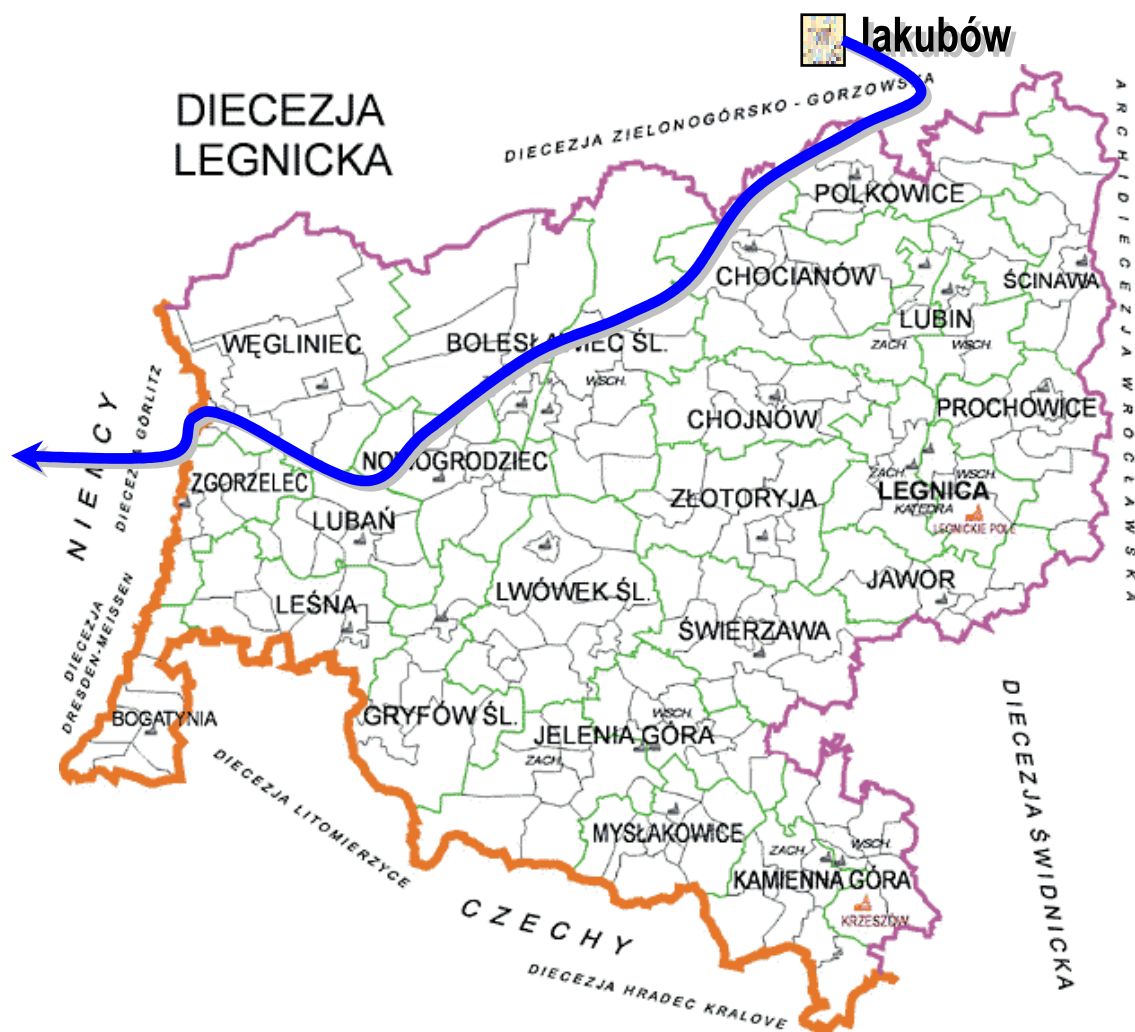 Jakubów
DIECEZJA
LEGNICKA
DIECEZJA ZIELONOGÓRSKO - GORZOWSKA
ARCHIDIECEZJA WROCŁAWSKA
POLKOWICE
CHOCIANÓW
ŚCINAWA
LUBIN
ZACH.
WSCH.
WĘGLINIEC
BOLESŁAWIEC ŚL.
WSCH.
NIEMCY
DIECEZJA GÖRLITZ
CHOJNÓW
PROCHOWICE
NOWOGRODZIEC
ZGORZELEC
ZACH.
WSCH.
LEGNICA
KATEDRA
LEGNICKIE POLE
ZŁOTORYJA
LUBAŃ
JAWOR
LWÓWEK ŚL.
LEŚNA
ŚWIERZAWA
DIECEZJA
DRESDEN-MEISSEN
BOGATYNIA
GRYFÓW ŚL.
WSCH.
JELENIA GÓRA
ZACH.
DIECEZJA ŚWIDNICKA
DIECEZJA LITOMIERZYCE
MYSŁAKOWICE
ZACH.
WSCH.
KAMIENNA GÓRA
KRZESZÓW
CZECHY
DIECEZJA HRADEC KRALOVE